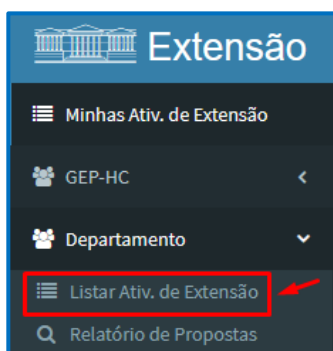 Extensão
Minhas Ativ. de Extensão
GEP-HC
Departamento
Listar Ativ. de Extensão
Relatório de Propostas